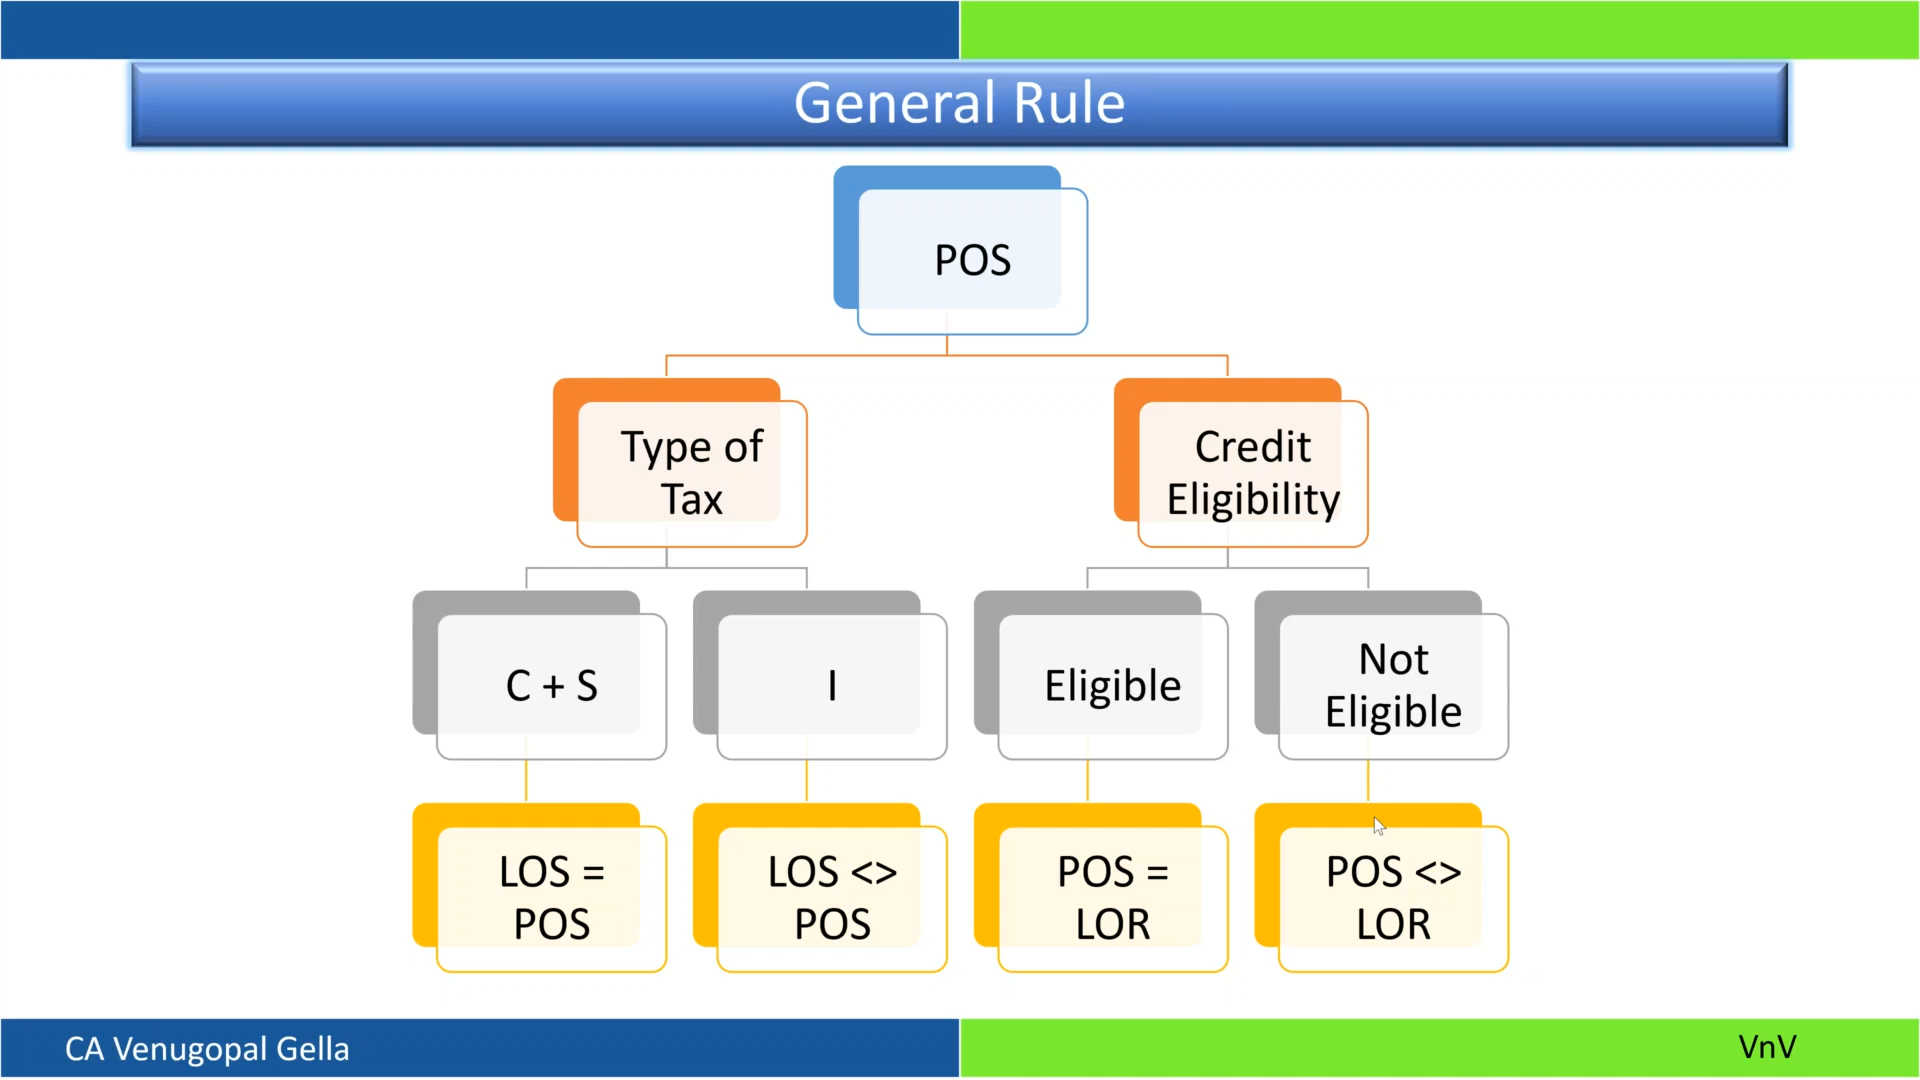 General Rule
POS
Type of
Tax
Credit
Eligibility
C + S
I
Eligible
Not
Eligible
LOS =
POS
LOS <>
POS
POS =
LOR
POS <>
LOR
CA Venugopal Gella
VnV